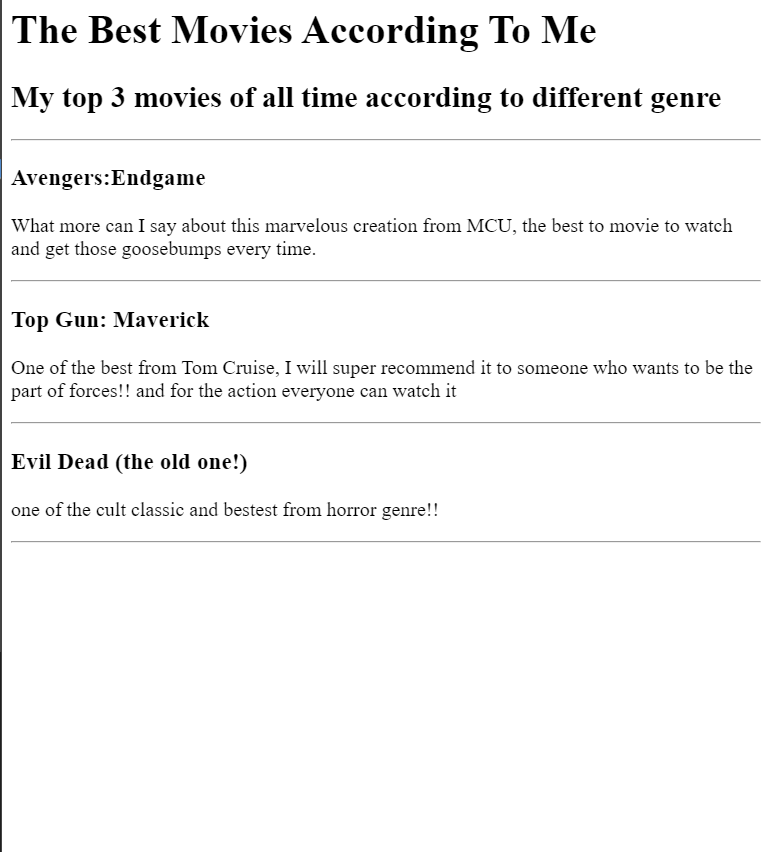 The Best Movies According To Me
My top 3 movies of all time according to different genre
Avengers:Endgame
What more can I say about this marvelous creation from MCU, the best to movie to watch
and get those goosebumps every time.
Top Gun: Maverick
One of the best from Tom Cruise, I will super recommend it to someone who wants to be the
part of forces!! and for the action everyone can watch it
Evil Dead (the old one!)
one of the cult classic and bestest from horror genre!!